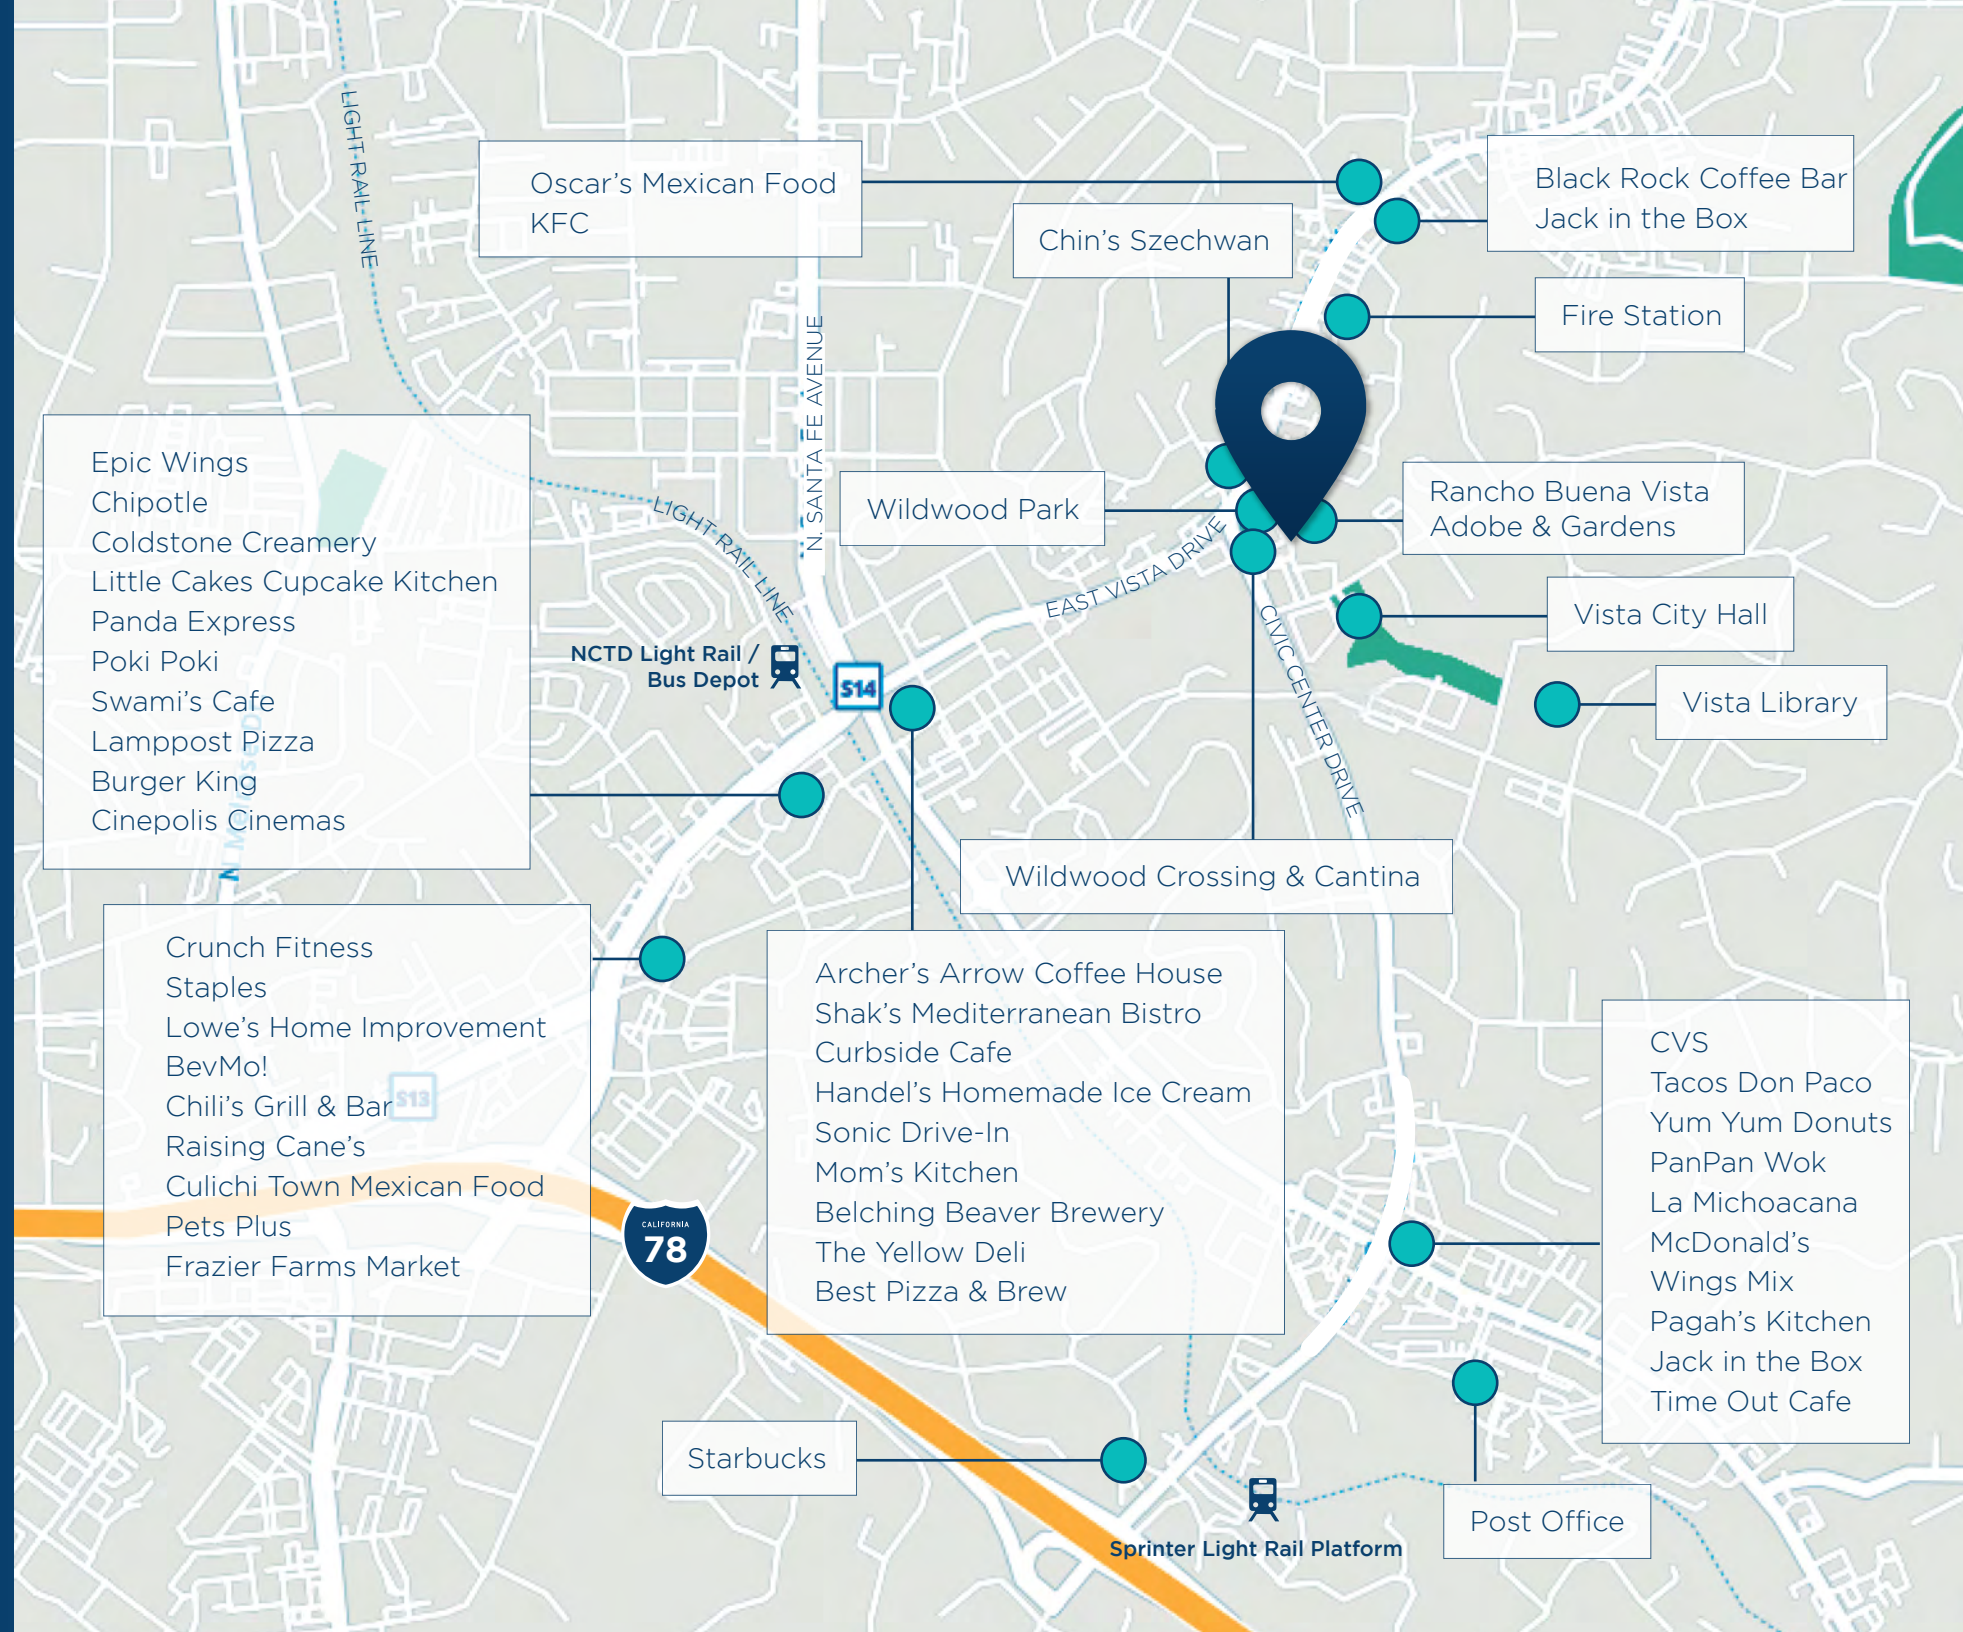 LIGHT RAIL LINE
Oscar's Mexican Food
KFC
Black Rock Coffee Bar
Jack in the Box
Chin's Szechwan
Fire Station
N. SANTA FE AVENUE
Epic Wings
Chipotle
Coldstone Creamery
Little Cakes Cupcake Kitchen
Panda Express
Poki Poki
Swami's Cafe
Lamppost Pizza
Burger King
Cinepolis Cinemas
LIGHT RAIL LINE
Wildwood Park
Rancho Buena Vista
Adobe & Gardens
EAST VISTA DRIVE
CIVIC CENTER DRIVE
Vista City Hall
NCTD Light Rail /
Bus Depot
S14
Vista Library
Wildwood Crossing & Cantina
Crunch Fitness
Staples
Lowe's Home Improvement
BevMo!
Chili's Grill & Bar
S13
Raising Cane's
Culichi Town Mexican Food
Pets Plus
Frazier Farms Market
CALIFORNIA
78
Archer's Arrow Coffee House
Shak's Mediterranean Bistro
Curbside Cafe
Handel's Homemade Ice Cream
Sonic Drive-In
Mom's Kitchen
Belching Beaver Brewery
The Yellow Deli
Best Pizza & Brew
CVS
Tacos Don Paco
Yum Yum Donuts
PanPan Wok
La Michoacana
McDonald's
Wings Mix
Pagah's Kitchen
Jack in the Box
Time Out Cafe
Starbucks
Post Office
Sprinter Light Rail Platform